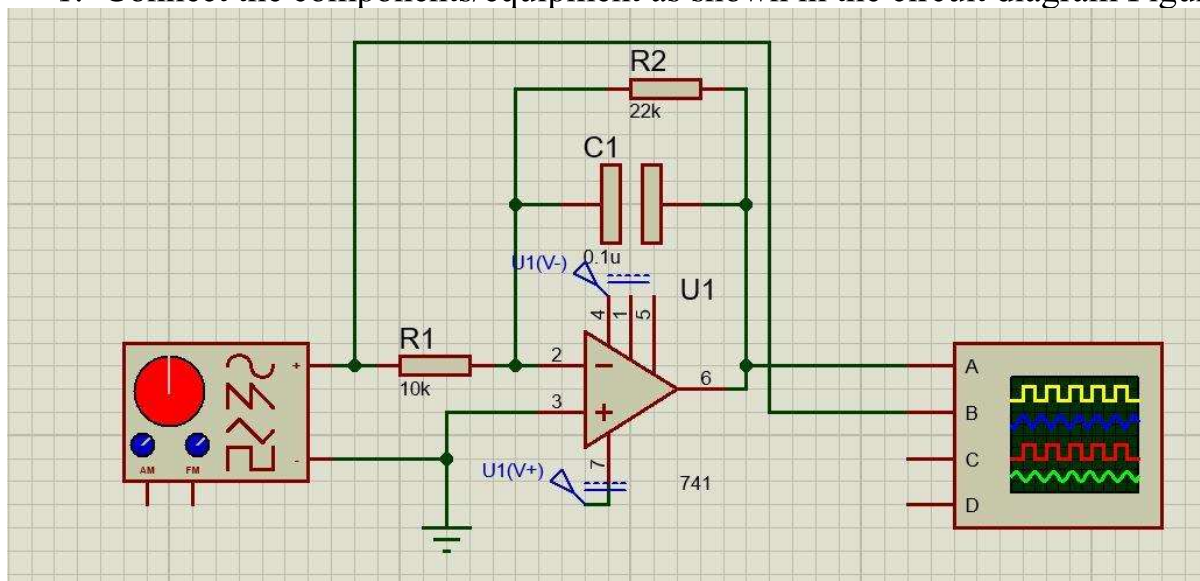 1. Connect the components/equipment as shown in the circuit diagram Figu
R2
22k
C1
0.1u
U1(V-)
U1
4
1
5
R1
10k
2
3
6
+
-
AM
FM
−
+
7
U1(V+)
741
A
B
C
D